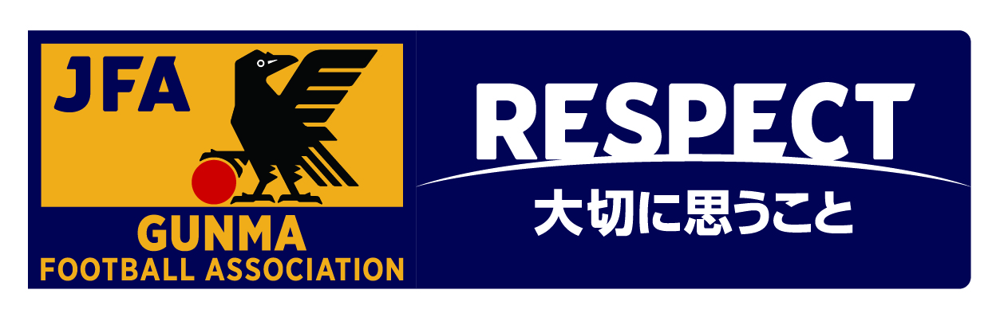 JFA
GUNMA
FOOTBALL ASSOCIATION
RESPECT
大切に思うこと